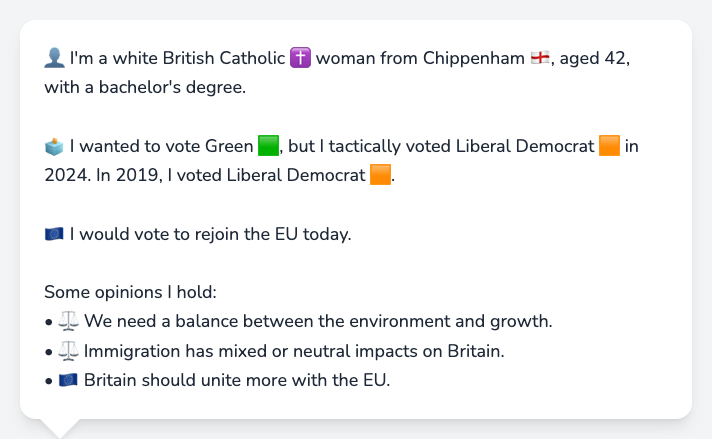 👤 I'm a white British Catholic ✝️ woman from Chippenham 🏴󠁧󠁢󠁥󠁮󠁧󠁿, aged 42,
with a bachelor's degree.
🗳️ I wanted to vote Green 🟩, but I tactically voted Liberal Democrat 🟧 in
2024. In 2019, I voted Liberal Democrat 🟧.
🇪🇺 I would vote to rejoin the EU today.
Some opinions I hold:
• ⚖️ We need a balance between the environment and growth.
• ⚖️ Immigration has mixed or neutral impacts on Britain.
• 🇪🇺 Britain should unite more with the EU.